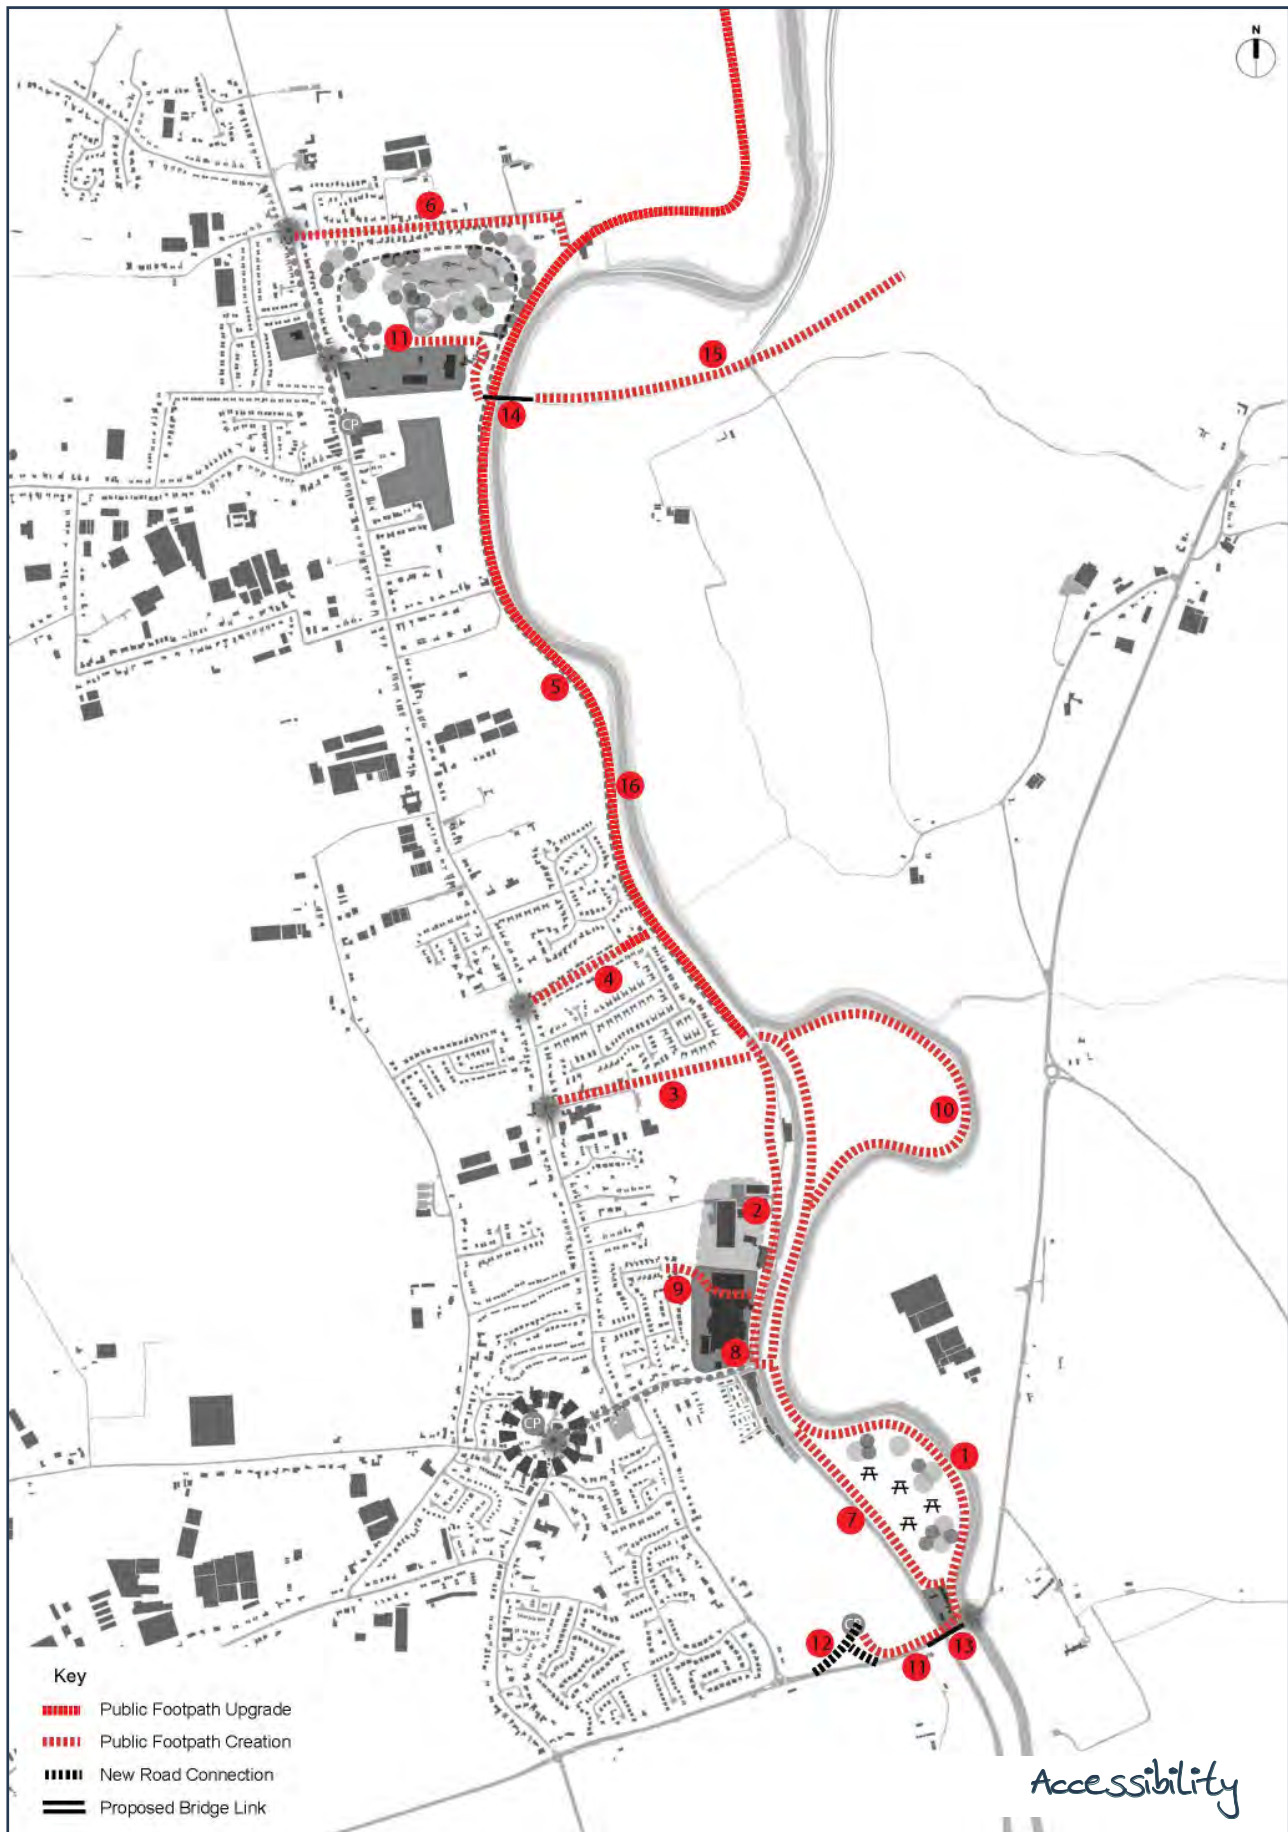 N
6
11
15
14
CP
5
16
4
3
10
2
9
8
CP
1
7
CP
12
11
13
Key
Public Footpath Upgrade
Public Footpath Creation
New Road Connection
Proposed Bridge Link
Accessibility